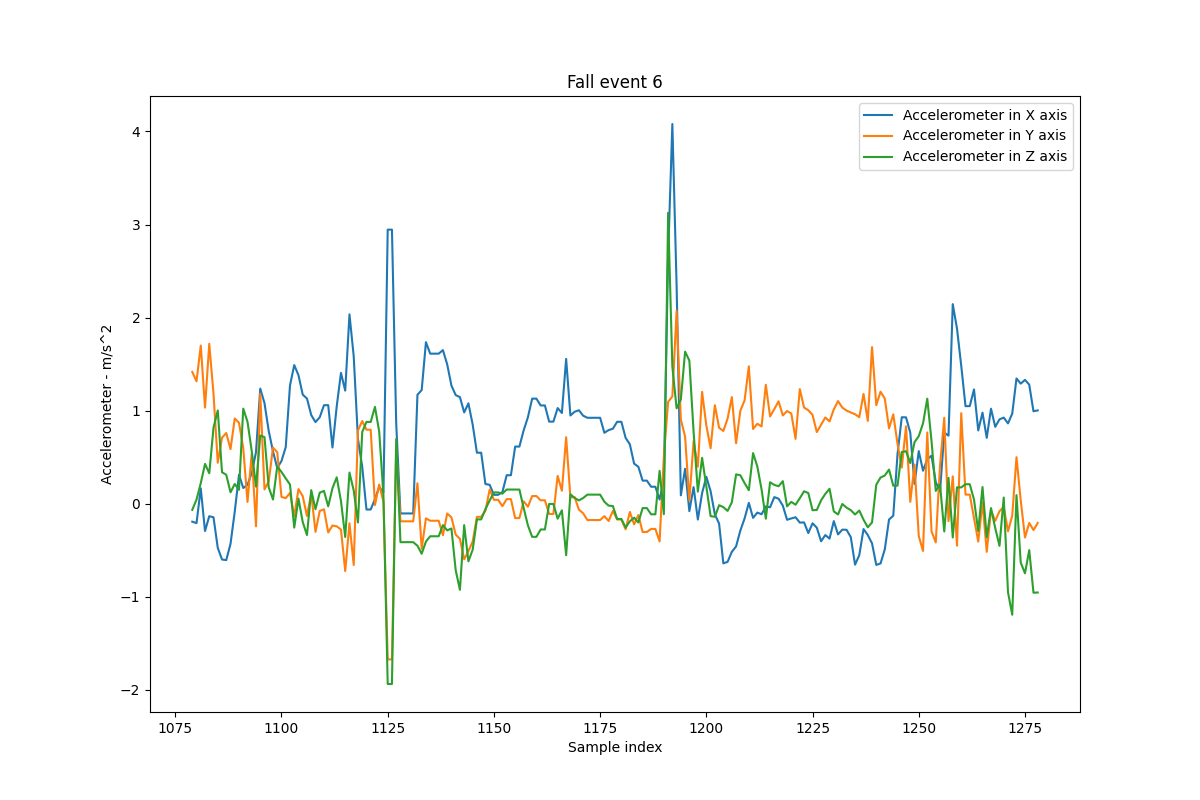 Fall event 6
Accelerometer in X axis
Accelerometer in Y axis
Accelerometer in Z axis
4
3
2
1
0
−1
−2
Accelerometer - m/s^2
1075 1100 1125 1150 1175 1200 1225 1250 1275
Sample index